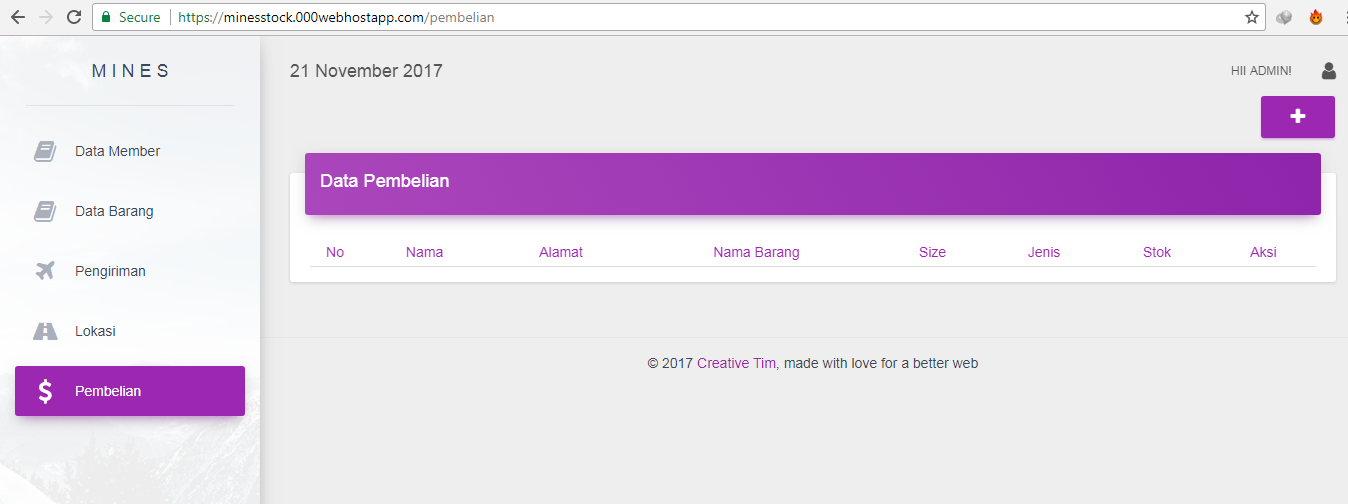 Secure https://minesstock.000webhostapp.com/pembelian
MINES
21 November 2017
HII ADMIN!
Data Member
Data Barang
Pengiriman
Lokasi
Pembelian
Data Pembelian
No Nama Alamat Nama Barang Size Jenis Stok Aksi
© 2017 Creative Tim, made with love for a better web